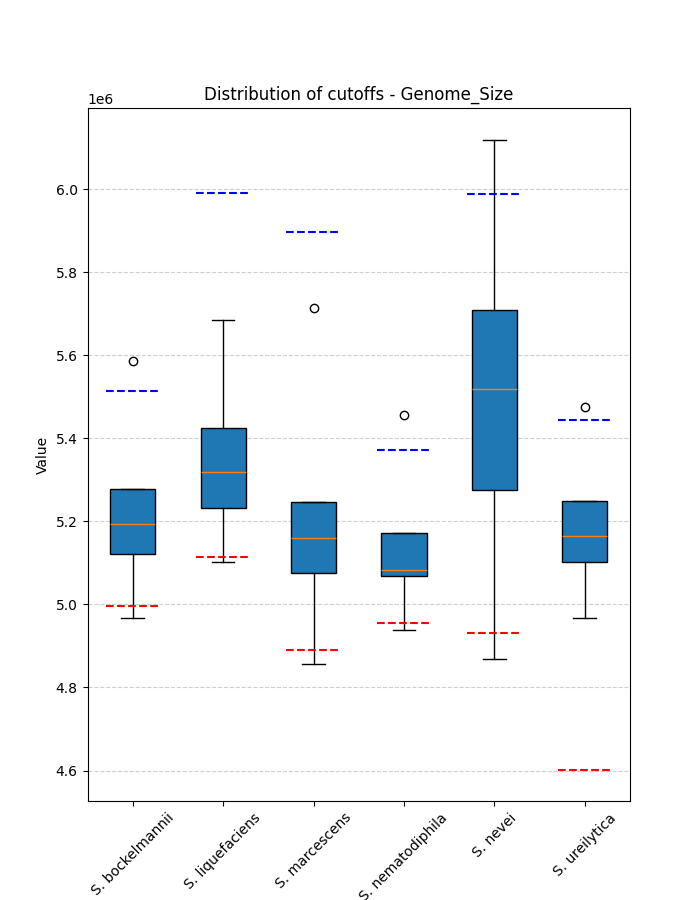 Distribution of cutoffs - Genome_Size
1e6
6.0
5.8
5.6
5.4
5.2
5.0
4.8
4.6
Value
S. bockelmannii
S. liquefaciens
S. marcescens
S. nematodiphila
S. nevei
S. ureilytica